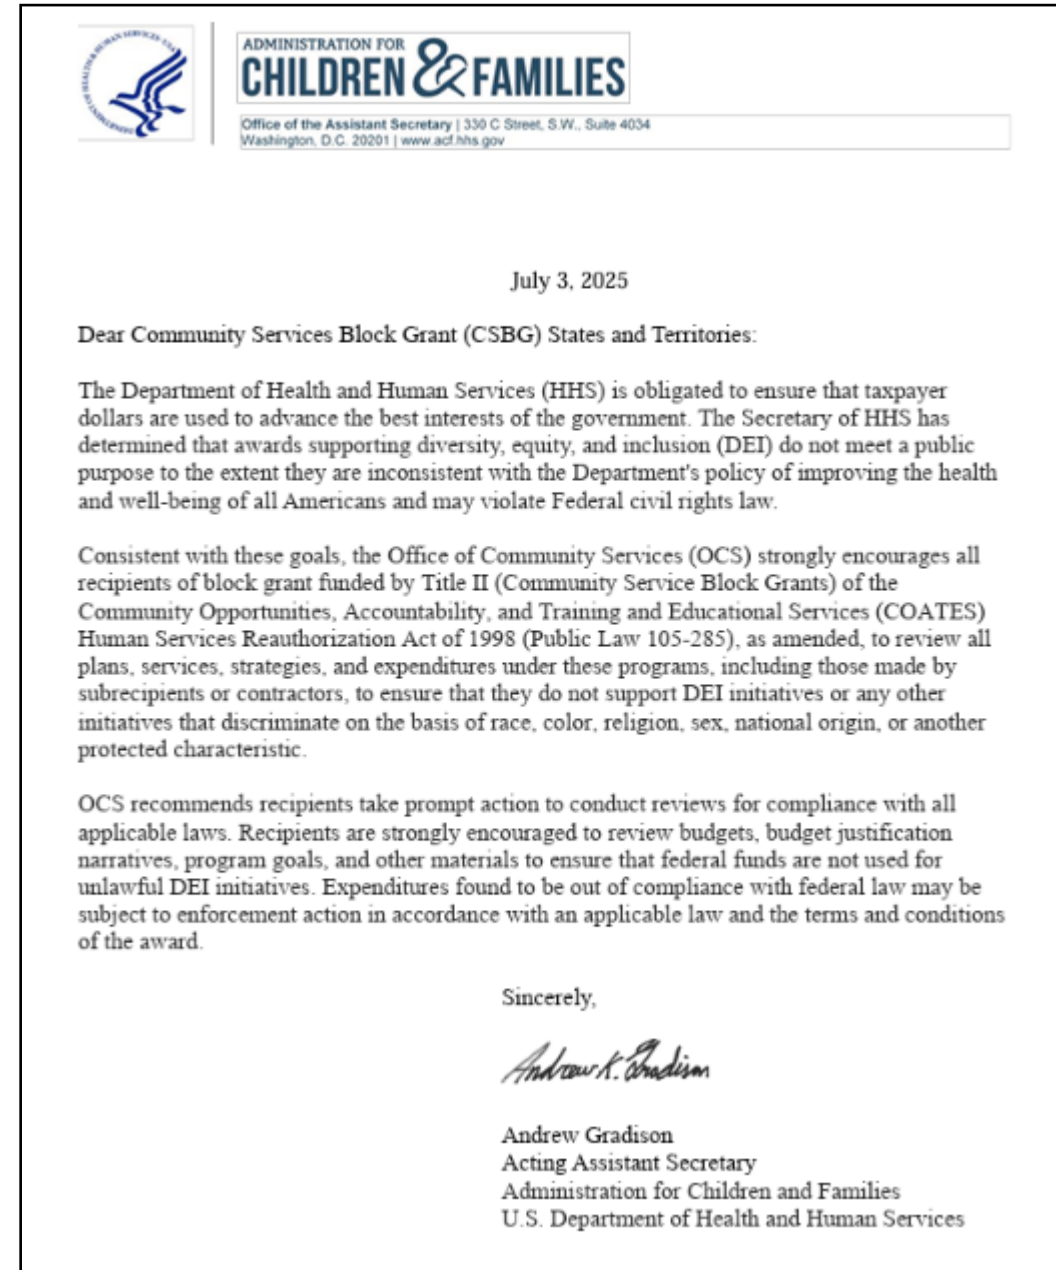 ADMINISTRATION FOR
CHILDREN & FAMILIES
Office of the Assistant Secretary | 330 C Street, S.W., Suite 4034
Washington, D.C. 20201 | www.acf.hhs.gov
July 3, 2025
Dear Community Services Block Grant (CSBG) States and Territories:
The Department of Health and Human Services (HHS) is obligated to ensure that taxpayer
dollars are used to advance the best interests of the government. The Secretary of HHS has
determined that awards supporting diversity, equity, and inclusion (DEI) do not meet a public
purpose to the extent they are inconsistent with the Department's policy of improving the health
and well-being of all Americans and may violate Federal civil rights law.
Consistent with these goals, the Office of Community Services (OCS) strongly encourages all
recipients of block grant funded by Title II (Community Service Block Grants) of the
Community Opportunities, Accountability, and Training and Educational Services (COATES)
Human Services Reauthorization Act of 1998 (Public Law 105-285), as amended, to review all
plans, services, strategies, and expenditures under these programs, including those made by
subrecipients or contractors, to ensure that they do not support DEI initiatives or any other
initiatives that discriminate on the basis of race, color, religion, sex, national origin, or another
protected characteristic.
OCS recommends recipients take prompt action to conduct reviews for compliance with all
applicable laws. Recipients are strongly encouraged to review budgets, budget justification
narratives, program goals, and other materials to ensure that federal funds are not used for
unlawful DEI initiatives. Expenditures found to be out of compliance with federal law may be
subject to enforcement action in accordance with an applicable law and the terms and conditions
of the award.
Sincerely,
Andrew K. Gradison
Andrew Gradison
Acting Assistant Secretary
Administration for Children and Families
U.S. Department of Health and Human Services